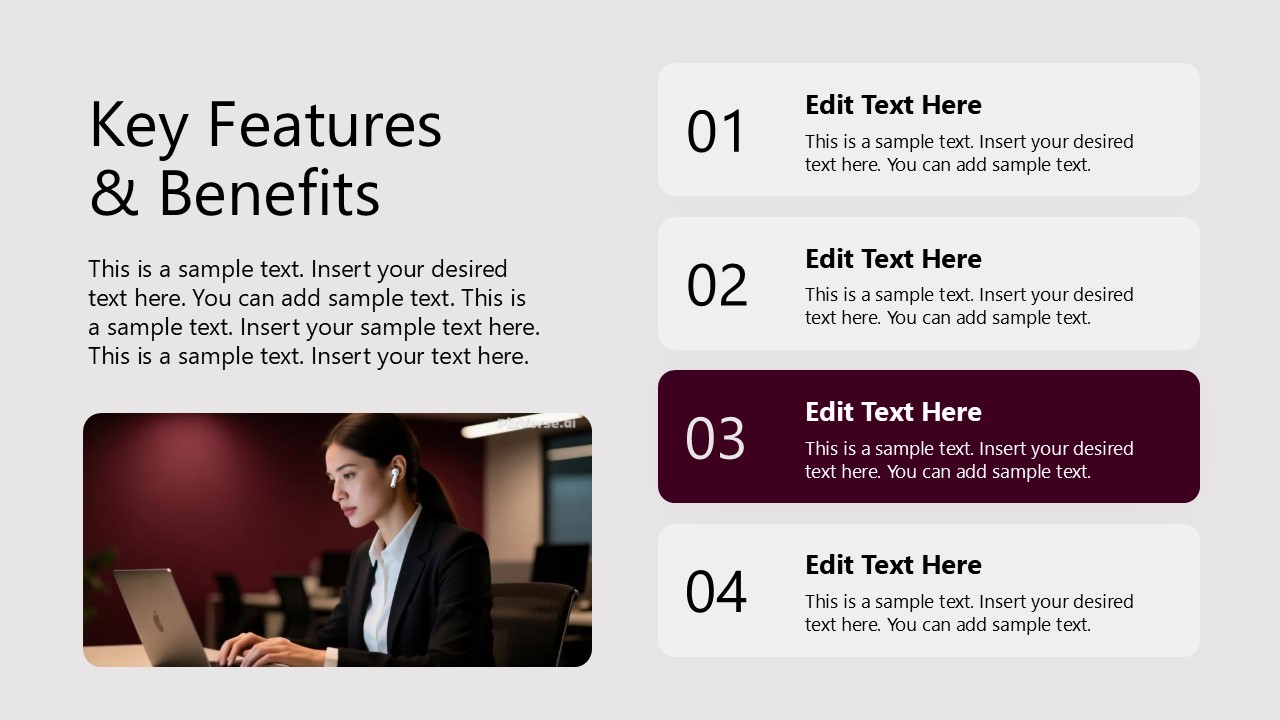 Key Features
& Benefits
This is a sample text. Insert your desired
text here. You can add sample text. This is
a sample text. Insert your sample text here.
This is a sample text. Insert your text here.
01
Edit Text Here
This is a sample text. Insert your desired
text here. You can add sample text.
02
Edit Text Here
This is a sample text. Insert your desired
text here. You can add sample text.
03
Edit Text Here
This is a sample text. Insert your desired
text here. You can add sample text.
04
Edit Text Here
This is a sample text. Insert your desired
text here. You can add sample text.